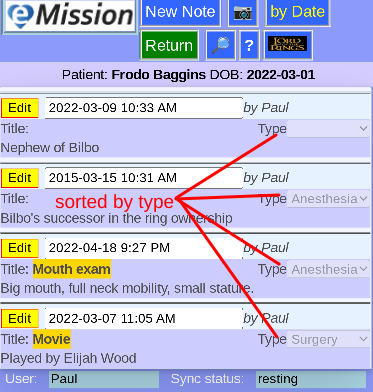 eMission
New Note
by Date
Return
?
THE LORD OF THE RINGS
Patient: Frodo Baggins DOB: 2022-03-01
Edit 2022-03-09 10:33 AM by Paul
Title: Type
Nephew of Bilbo
Edit 2015-03-15 10:31 AM by Paul
Title: Type Anesthesia
sorted by type
Bilbo's successor in the ring ownership
Edit 2022-04-18 9:27 PM by Paul
Title: Mouth exam Type Anesthesia
Big mouth, full neck mobility, small stature.
Edit 2022-03-07 11:05 AM by Paul
Title: Movie Type Surgery
Played by Elijah Wood
User: Paul Sync status: resting